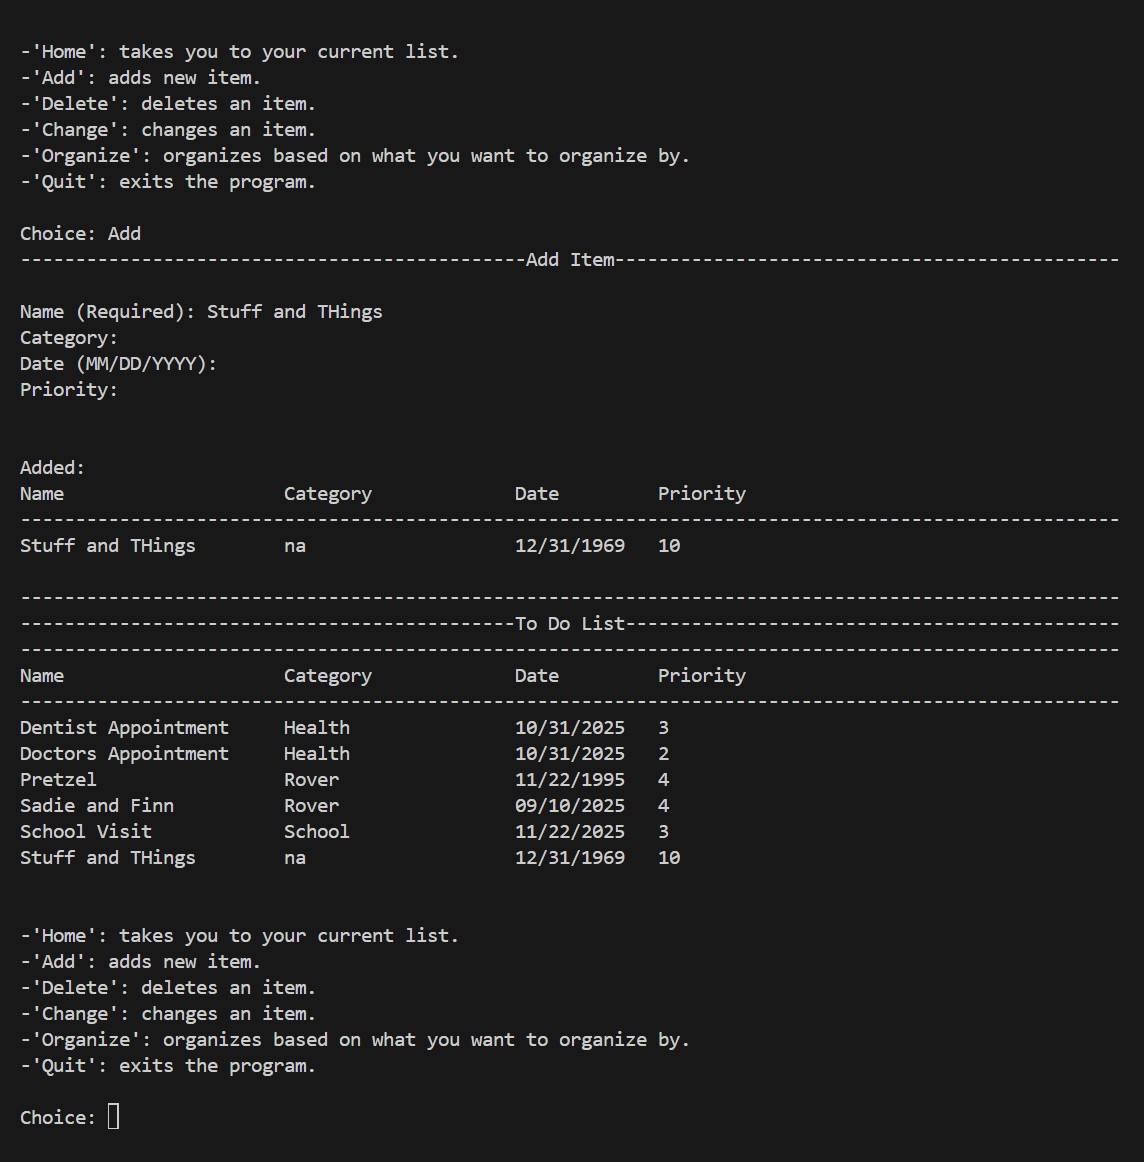 -'Home': takes you to your current list.
-'Add': adds new item.
-'Delete': deletes an item.
-'Change': changes an item.
-'Organize': organizes based on what you want to organize by.
-'Quit': exits the program.
Choice: Add
----------------------------------------------Add Item----------------------------------------------
Name (Required): Stuff and THings
Category:
Date (MM/DD/YYYY):
Priority:
Added:
Name                    Category             Date         Priority
----------------------------------------------------------------------------------------------------
Stuff and THings        na                   12/31/1969   10
----------------------------------------------------------------------------------------------------
---------------------------------------------To Do List---------------------------------------------
----------------------------------------------------------------------------------------------------
Name                    Category             Date         Priority
----------------------------------------------------------------------------------------------------
Dentist Appointment     Health               10/31/2025   3
Doctors Appointment     Health               10/31/2025   2
Pretzel                 Rover                11/22/1995   4
Sadie and Finn          Rover                09/10/2025   4
School Visit            School               11/22/2025   3
Stuff and THings        na                   12/31/1969   10
-'Home': takes you to your current list.
-'Add': adds new item.
-'Delete': deletes an item.
-'Change': changes an item.
-'Organize': organizes based on what you want to organize by.
-'Quit': exits the program.
Choice: